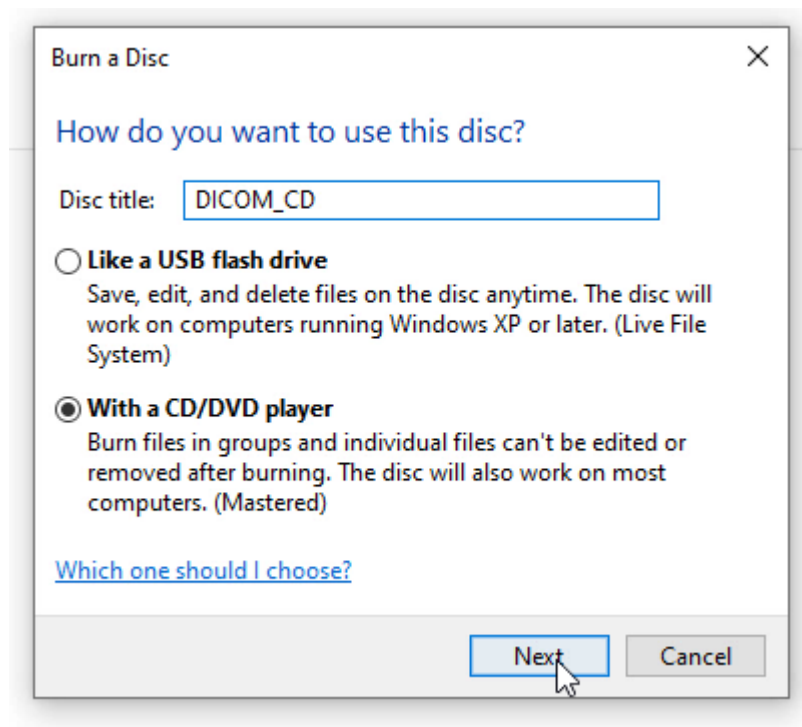 Burn a Disc
How do you want to use this disc?
Disc title: DICOM_CD
Like a USB flash drive
Save, edit, and delete files on the disc anytime. The disc will
work on computers running Windows XP or later. (Live File
System)
With a CD/DVD player
Burn files in groups and individual files can't be edited or
removed after burning. The disc will also work on most
computers. (Mastered)
Which one should I choose?
Next Cancel